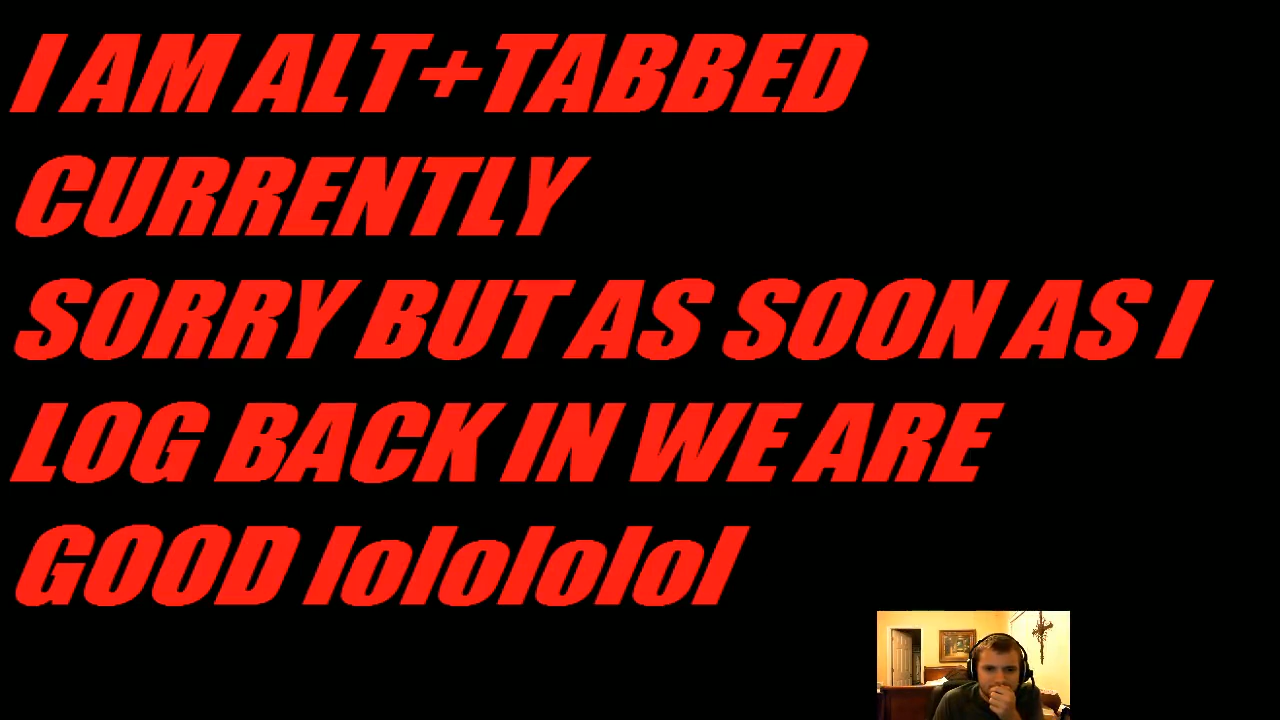 I AM ALT+TABBED
CURRENTLY
SORRY BUT AS SOON AS I
LOG BACK IN WE ARE
GOOD lolololol